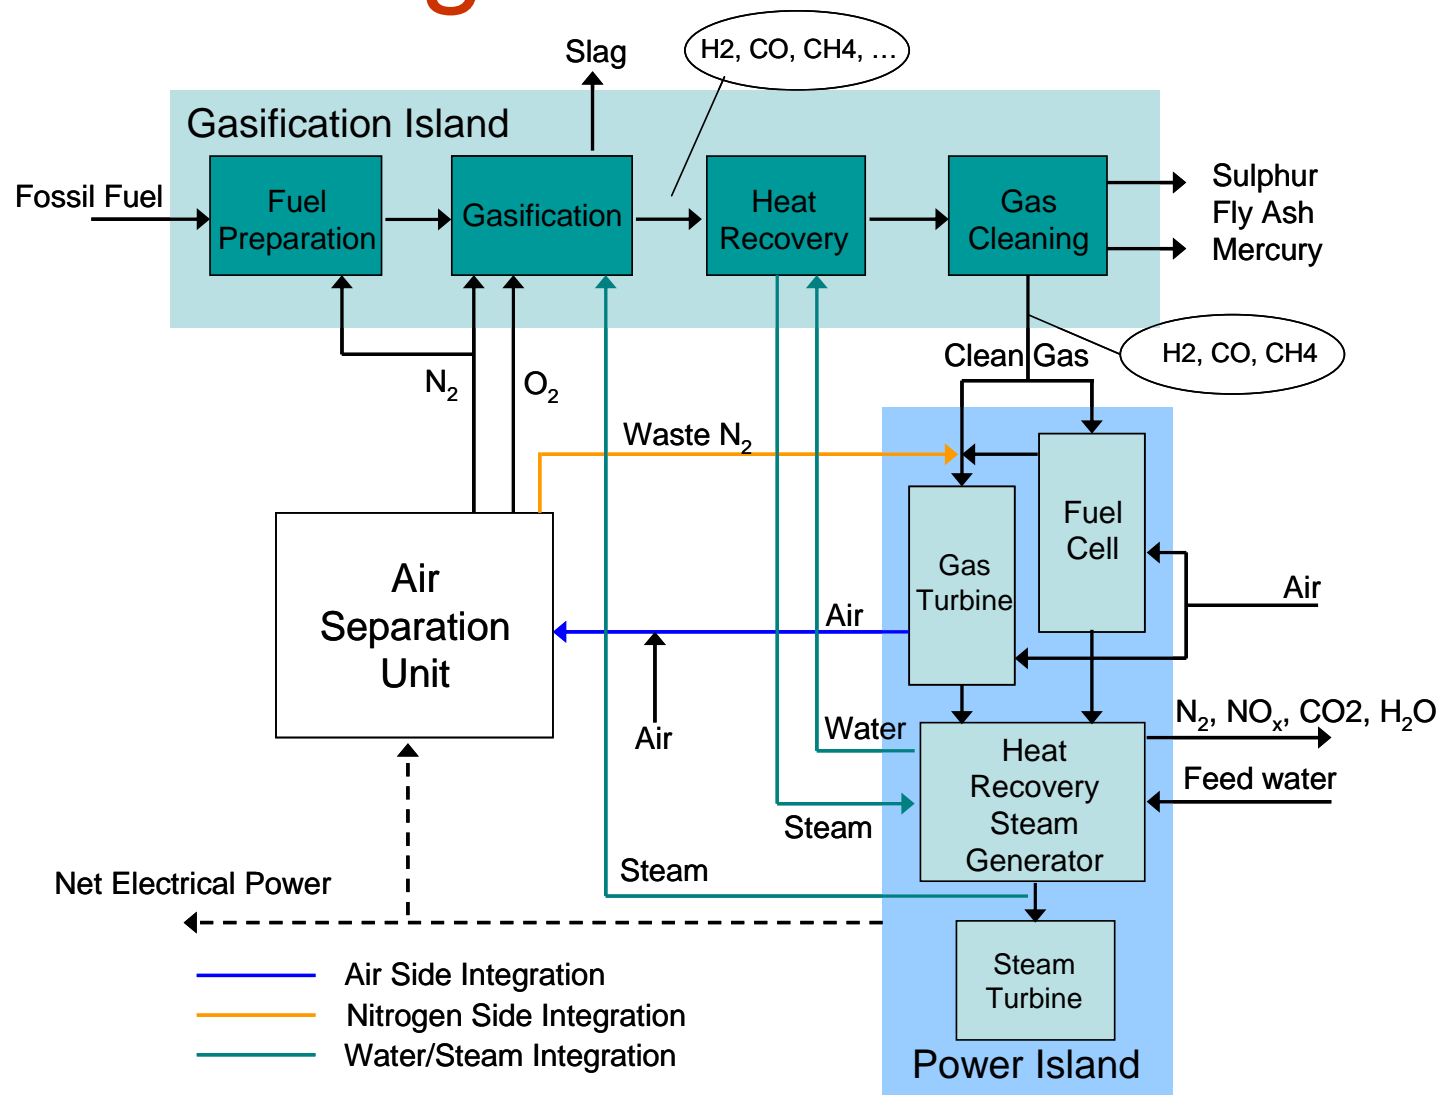 Slag
H2, CO, CH4, ...
Gasification Island
Fossil Fuel
Fuel
Preparation
Gasification
Heat
Recovery
Gas
Cleaning
Sulphur
Fly Ash
Mercury
N2
O2
Clean Gas
H2, CO, CH4
Waste N2
Air
Separation
Unit
Gas
Turbine
Fuel
Cell
Air
Air
Air
Water
Steam
Steam
Heat
Recovery
Steam
Generator
N2, NOx, CO2, H2O
Feed water
Net Electrical Power
Steam
Turbine
Power Island
Air Side Integration
Nitrogen Side Integration
Water/Steam Integration